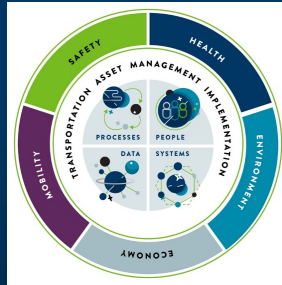 SAFETY
HEALTH
ENVIRONMENT
ECONOMY
MOBILITY
TRANSPORTATION ASSET MANAGEMENT IMPLEMENTATION
PROCESSES
PEOPLE
DATA
SYSTEMS